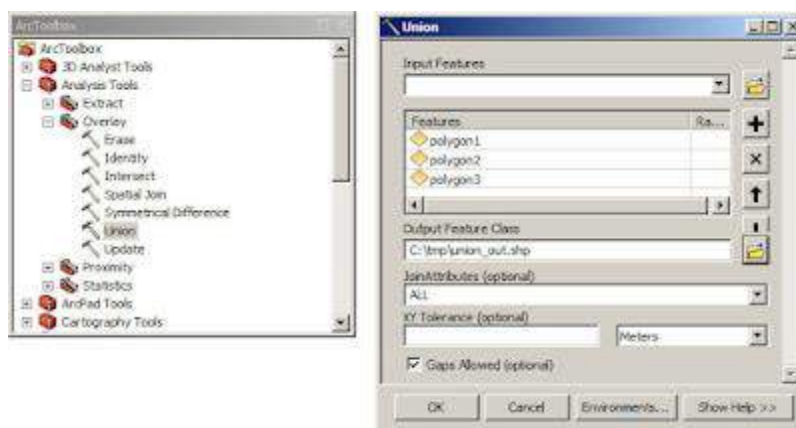 ArcToolbox
ArcToolbox
3D Analyst Tools
Analysis Tools
Extract
Overlay
Erase
Identity
Intersect
Spatial Join
Symmetrical Difference
Union
Update
Proximity
Statistics
ArcPad Tools
Cartography Tools
Union
Input Features
Features Ra...
polygon1
polygon2
polygon3
Output Feature Class
C:\tmp\union_out.shp
JoinAttributes (optional)
ALL
XY Tolerance (optional)
Meters
Gaps Allowed (optional)
OK Cancel Environments... Show Help >>